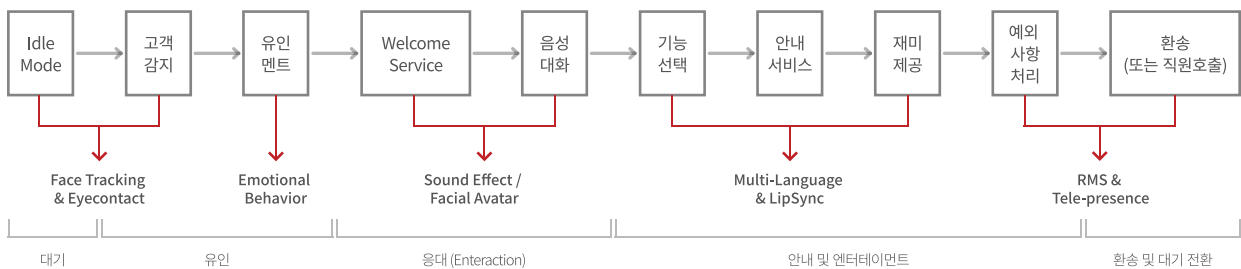 Idle
Mode
고객
감지
유인
멘트
Welcome
Service
음성
대화
기능
선택
안내
서비스
재미
제공
예외
사항
처리
환송
(또는 직원호출)
Face Tracking
& Eyecontact
Emotional
Behavior
Sound Effect /
Facial Avatar
Multi-Language
& LipSync
RMS &
Tele-presence
대기
유인
응대 (Enteraction)
안내 및 엔터테이먼트
환송 및 대기 전환